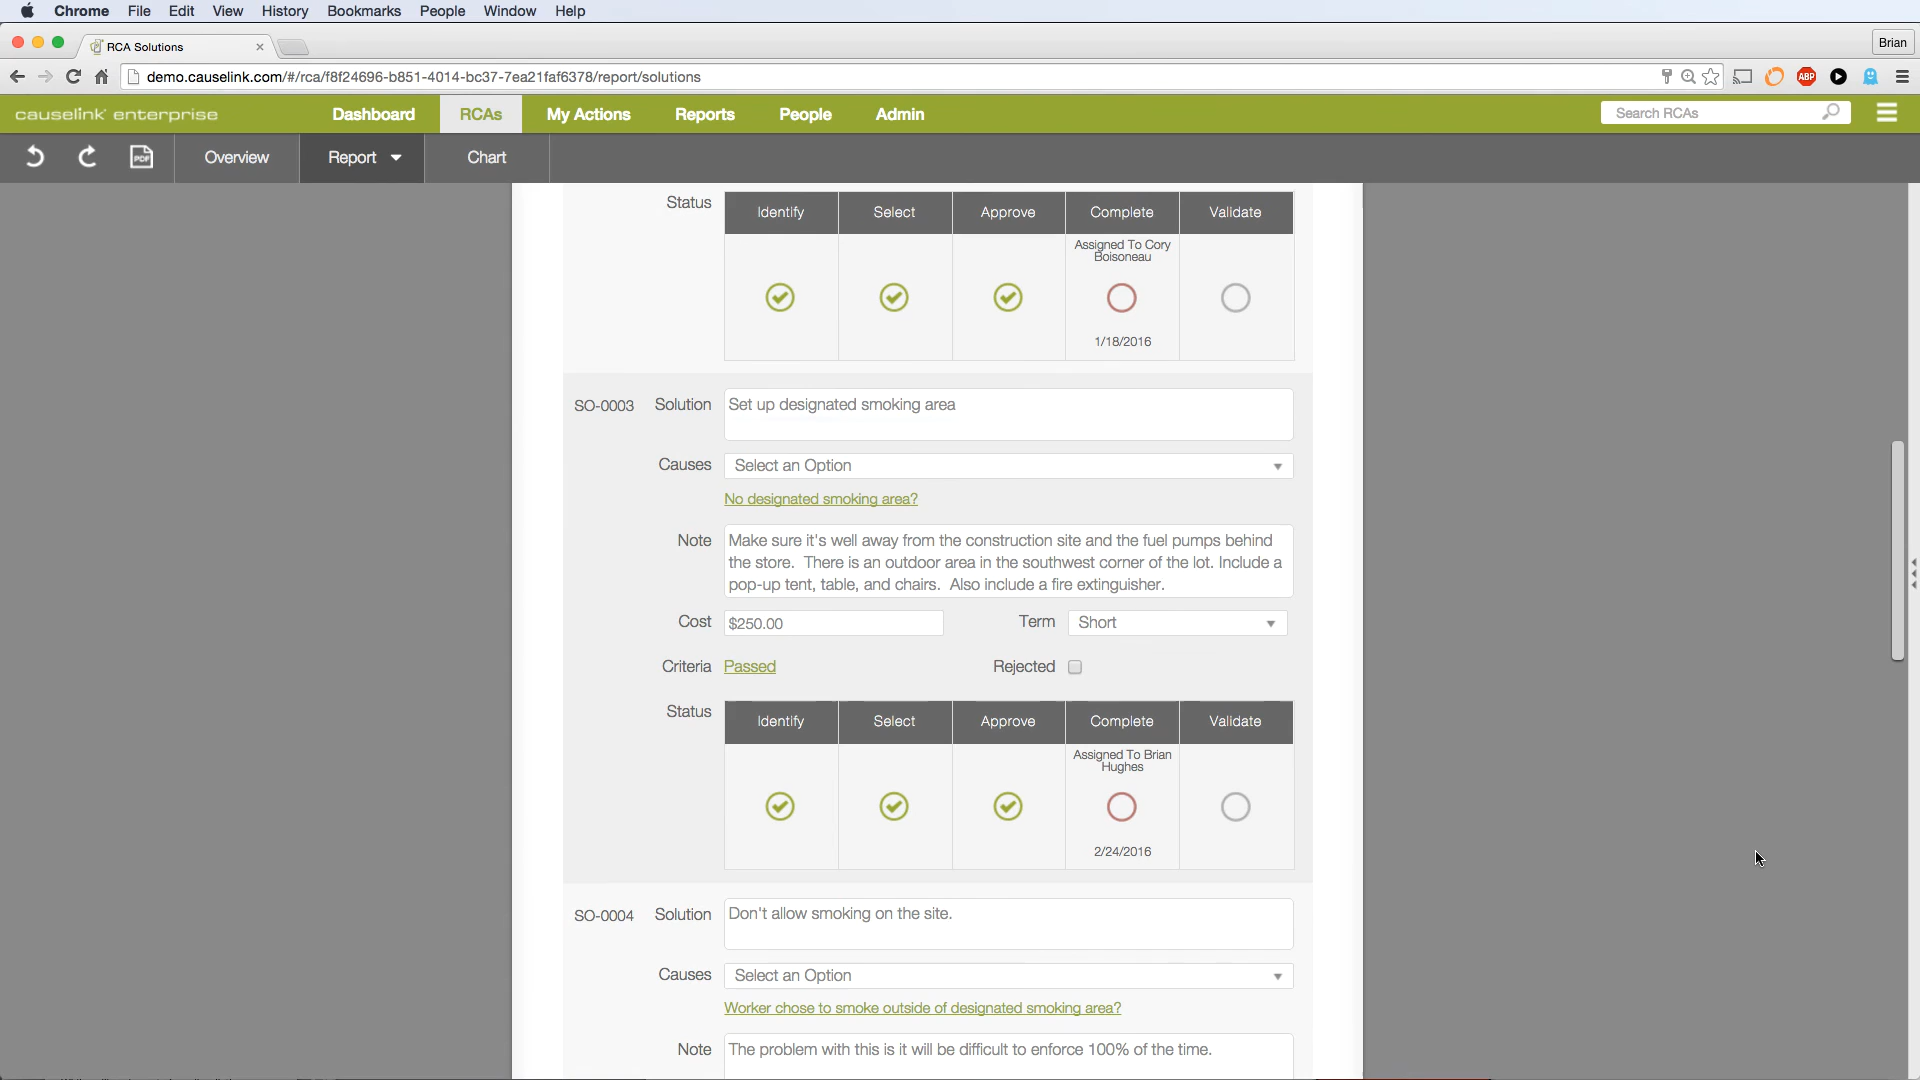 Chrome File Edit View History Bookmarks People Window Help
RCA Solutions
Brian
demo.causelink.com/#/rca/f8f24696-b851-4014-bc37-7ea21faf6378/report/solutions
ABP
causelink enterprise Dashboard RCAs My Actions Reports People Admin Search RCAs
PDF Overview Report Chart
Status Identify Select Approve Complete Validate
Assigned To Cory
Boisoneau
1/18/2016
SO-0003 Solution Set up designated smoking area
Causes Select an Option
No designated smoking area?
Note Make sure it's well away from the construction site and the fuel pumps behind
the store. There is an outdoor area in the southwest corner of the lot. Include a
pop-up tent, table, and chairs. Also include a fire extinguisher.
Cost $250.00 Term Short
Criteria Passed Rejected
Status Identify Select Approve Complete Validate
Assigned To Brian
Hughes
2/24/2016
SO-0004 Solution Don't allow smoking on the site.
Causes Select an Option
Worker chose to smoke outside of designated smoking area?
Note The problem with this is it will be difficult to enforce 100% of the time.